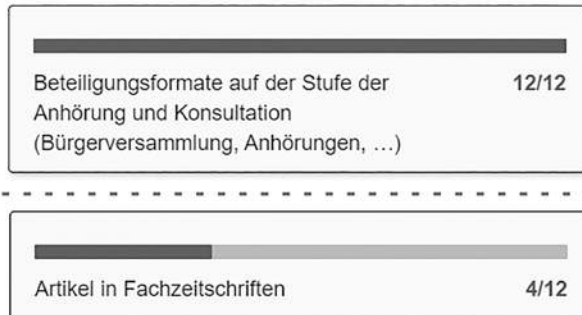 Beteiligungsformate auf der Stufe der 12/12
Anhörung und Konsultation
(Bürgerversammlung, Anhörungen, …)
Artikel in Fachzeitschriften 4/12